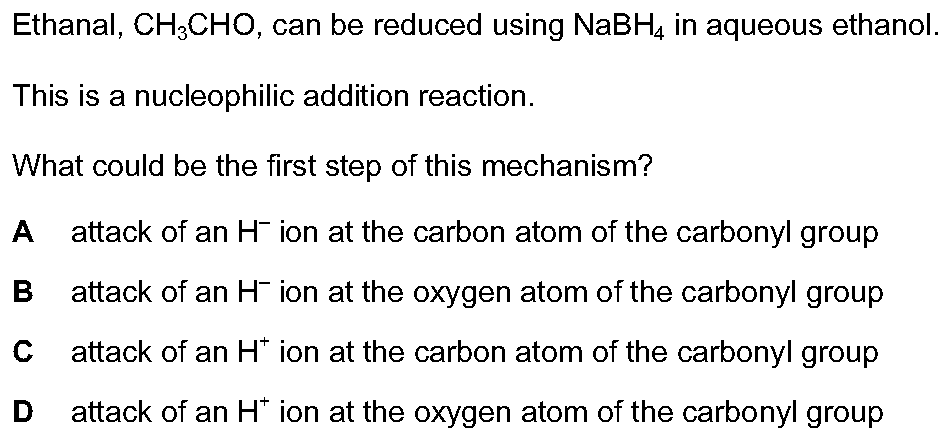 Ethanal, CH₃CHO, can be reduced using NaBH₄ in aqueous ethanol.
This is a nucleophilic addition reaction.
What could be the first step of this mechanism?
A attack of an H⁻ ion at the carbon atom of the carbonyl group
B attack of an H⁻ ion at the oxygen atom of the carbonyl group
C attack of an H⁺ ion at the carbon atom of the carbonyl group
D attack of an H⁺ ion at the oxygen atom of the carbonyl group